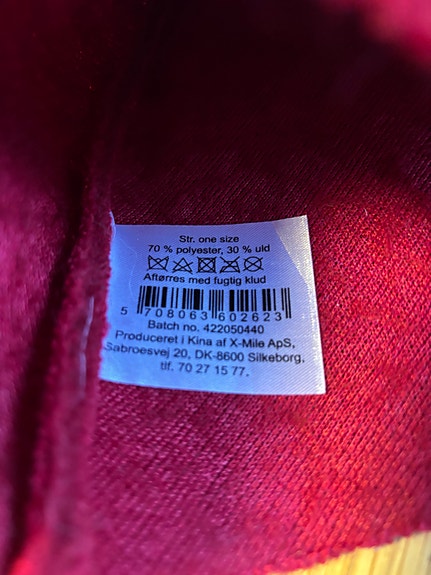 Str. one size
70 % polyester, 30 % uld
Aftørres med fugtig klud
5 708063 602623
Batch no. 422050440
Produceret i Kina af X-Mile ApS,
Sabroesvej 20, DK-8600 Silkeborg,
tlf. 70 27 15 77.